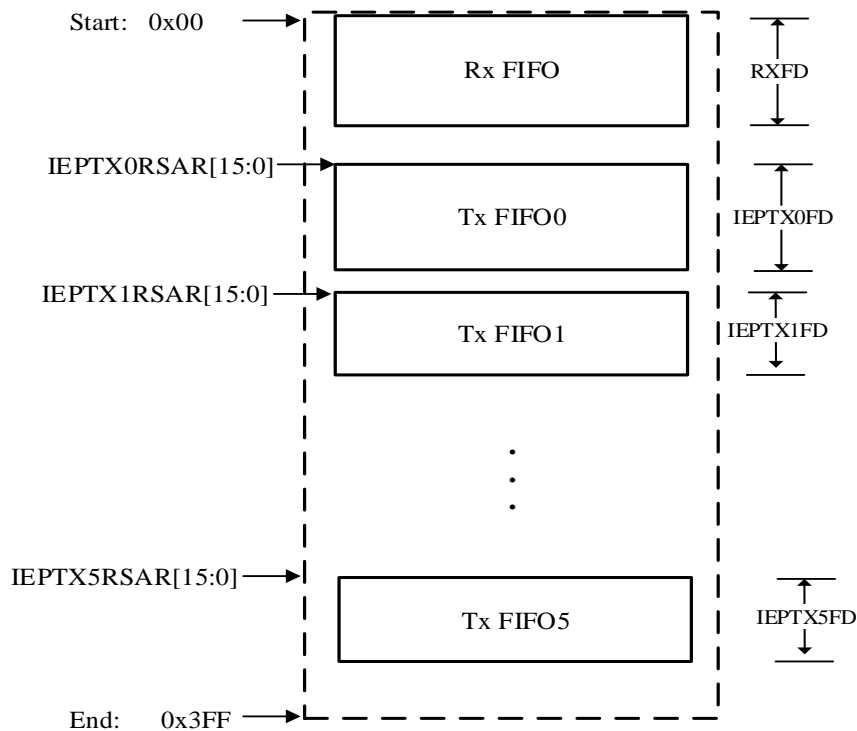 Start: 0x00
Rx FIFO
RXFD
IEPTX0RSAR[15:0]
Tx FIFO0
IEPTX0FD
IEPTX1RSAR[15:0]
Tx FIFO1
IEPTX1FD
IEPTX5RSAR[15:0]
Tx FIFO5
IEPTX5FD
End: 0x3FF